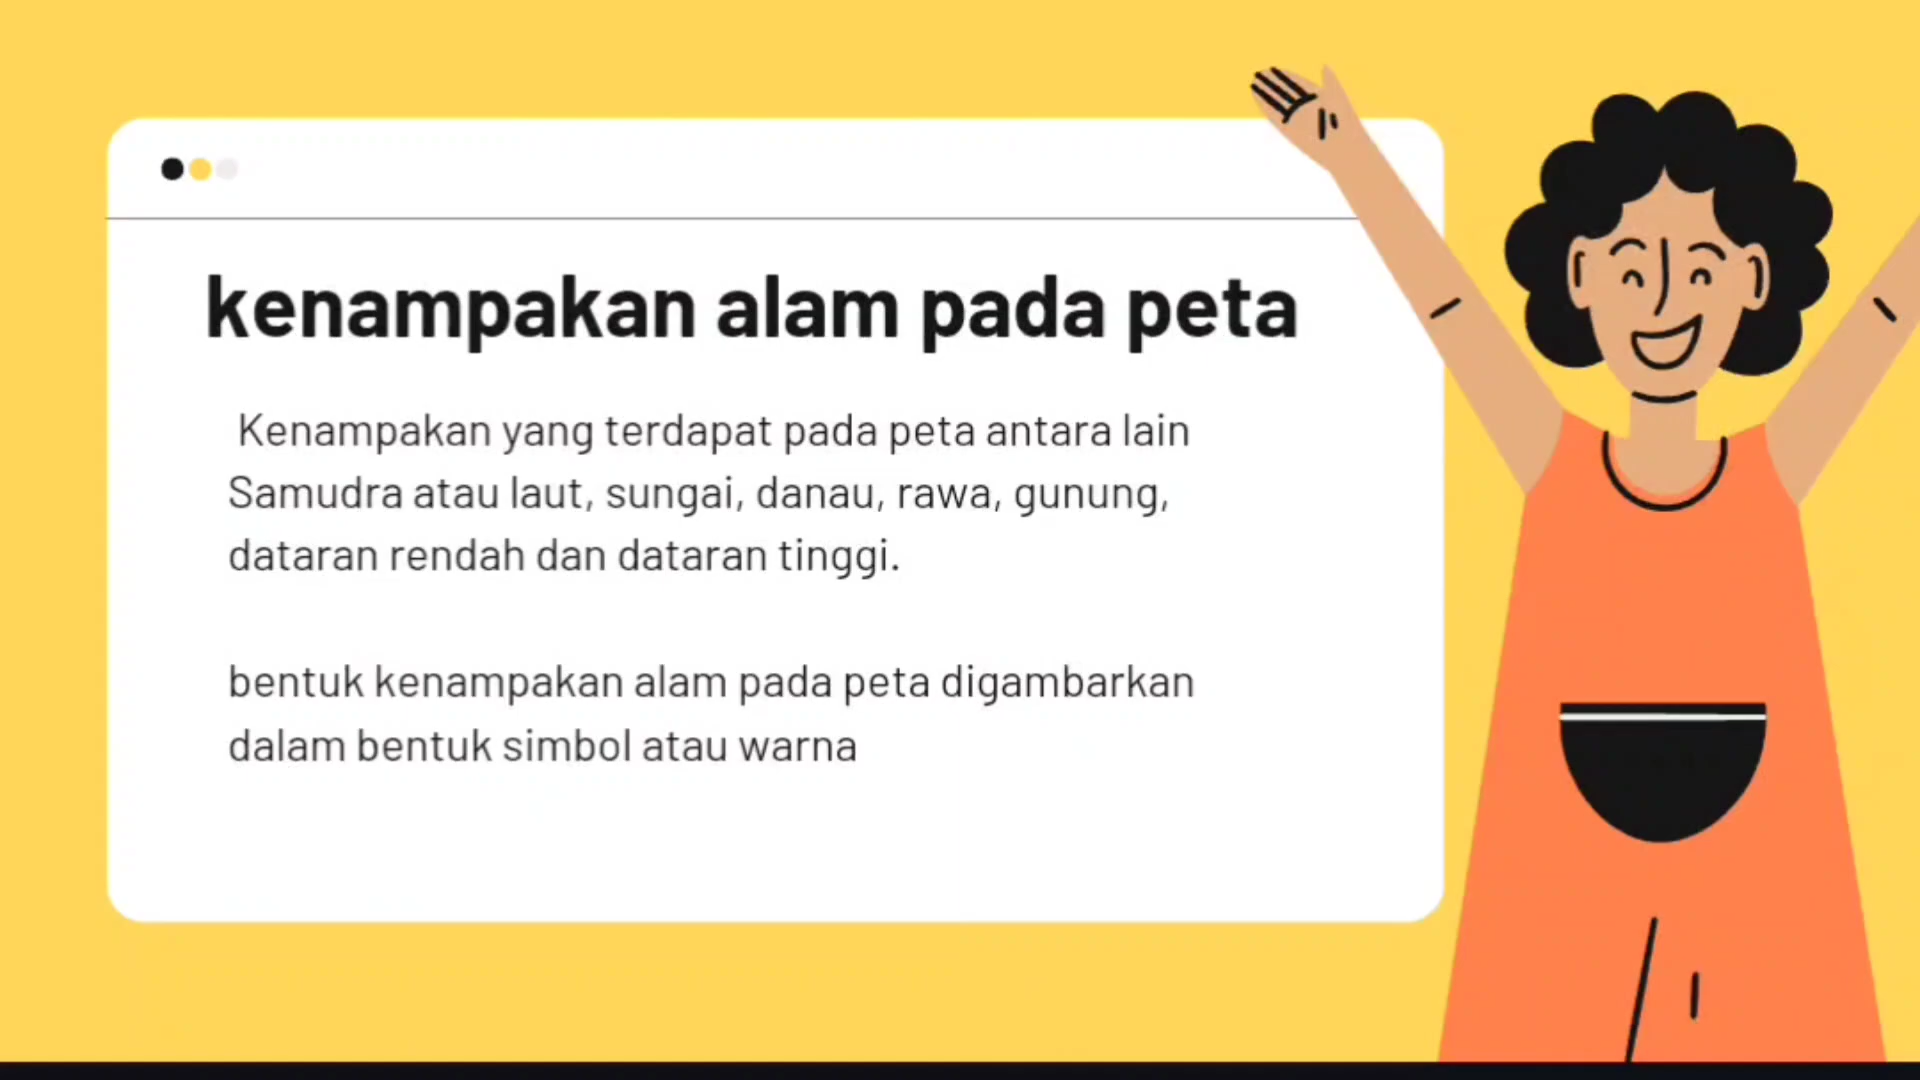 kenampakan alam pada peta
Kenampakan yang terdapat pada peta antara lain
Samudra atau laut, sungai, danau, rawa, gunung,
dataran rendah dan dataran tinggi.
bentuk kenampakan alam pada peta digambarkan
dalam bentuk simbol atau warna